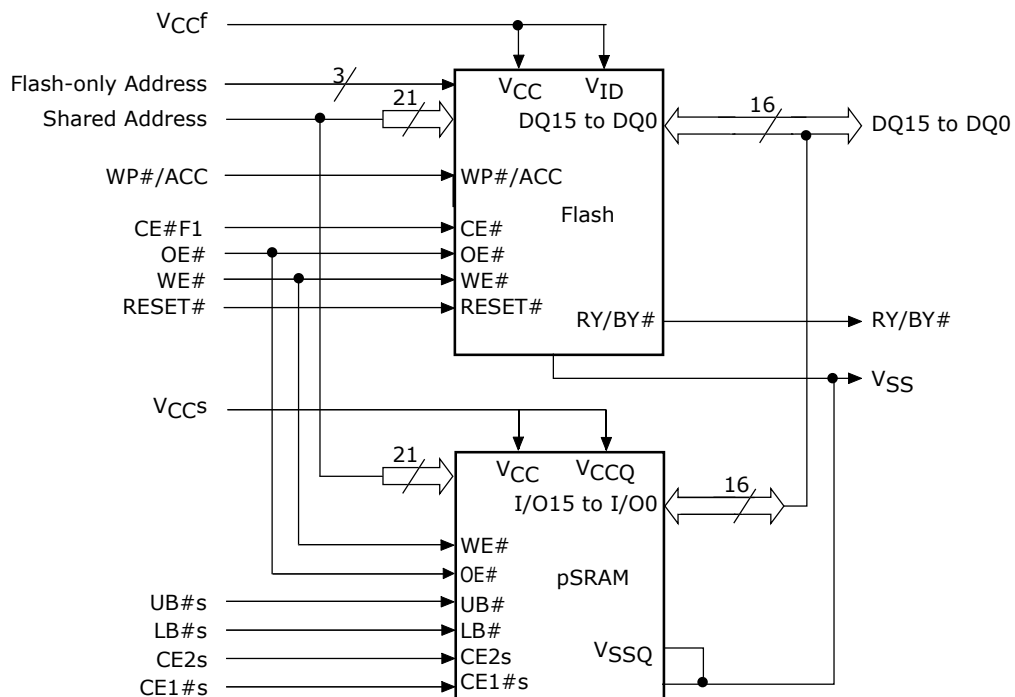 VCCf
Flash-only Address
3
Shared Address
21
VCC
VID
DQ15 to DQ0
16
DQ15 to DQ0
WP#/ACC
WP#/ACC
Flash
CE#F1
CE#
OE#
OE#
WE#
WE#
RESET#
RESET#
RY/BY#
RY/BY#
VSS
VCCs
21
VCC
VCCQ
I/O15 to I/O0
16
WE#
OE#
pSRAM
UB#s
UB#
LB#s
LB#
VSSQ
CE2s
CE2s
CE1#s
CE1#s